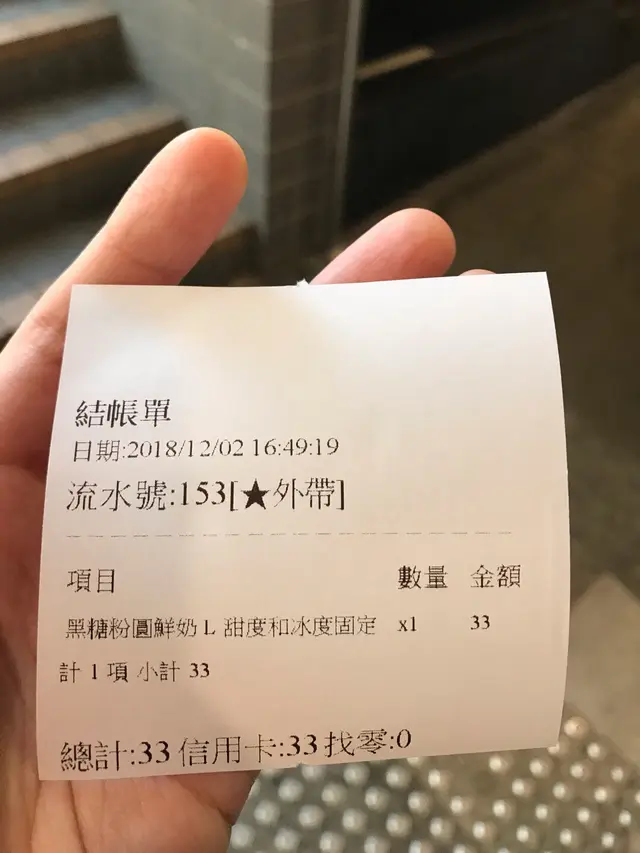 結帳單
日期:2018/12/02 16:49:19
流水號:153[★外帶]
項目 數量 金額
黑糖粉圓鮮奶 L 甜度和冰度固定 x1 33
計 1 項 小計 33
總計:33 信用卡:33 找零:0